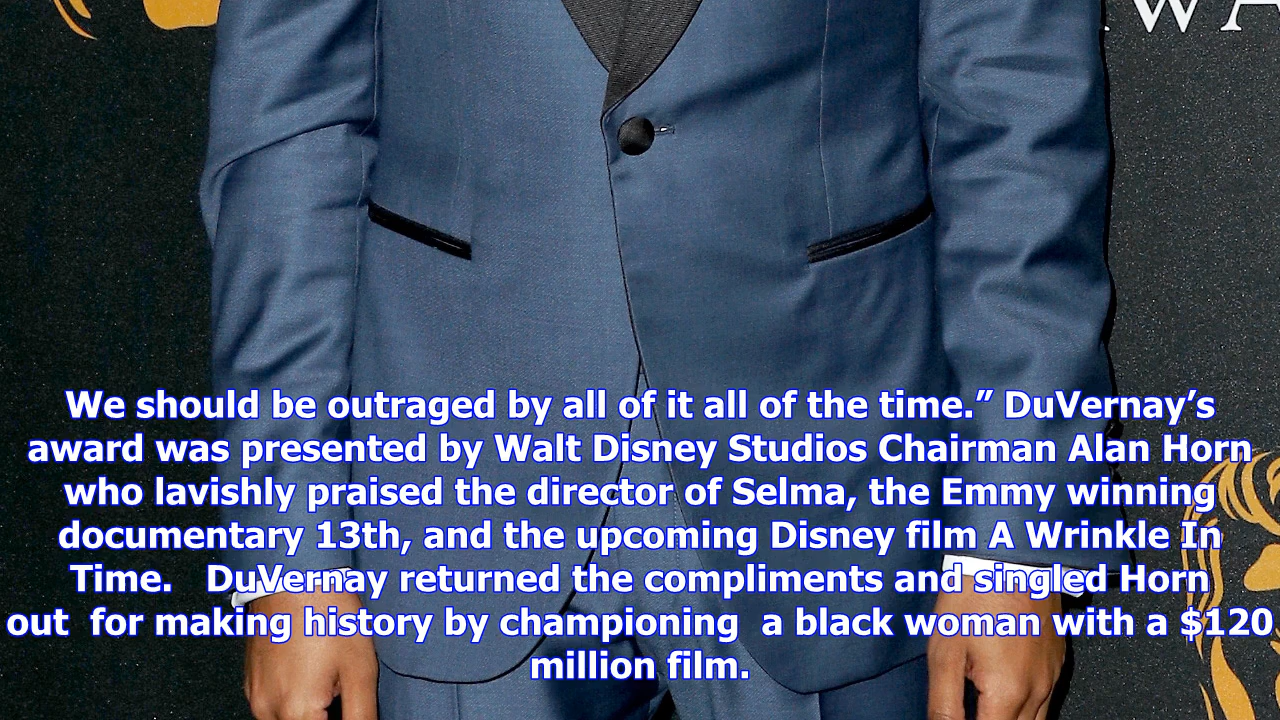 WA
We should be outraged by all of it all of the time.” DuVernay’s
award was presented by Walt Disney Studios Chairman Alan Horn
who lavishly praised the director of Selma, the Emmy winning
documentary 13th, and the upcoming Disney film A Wrinkle In
Time.   DuVernay returned the compliments and singled Horn
out  for making history by championing  a black woman with a $120
million film.